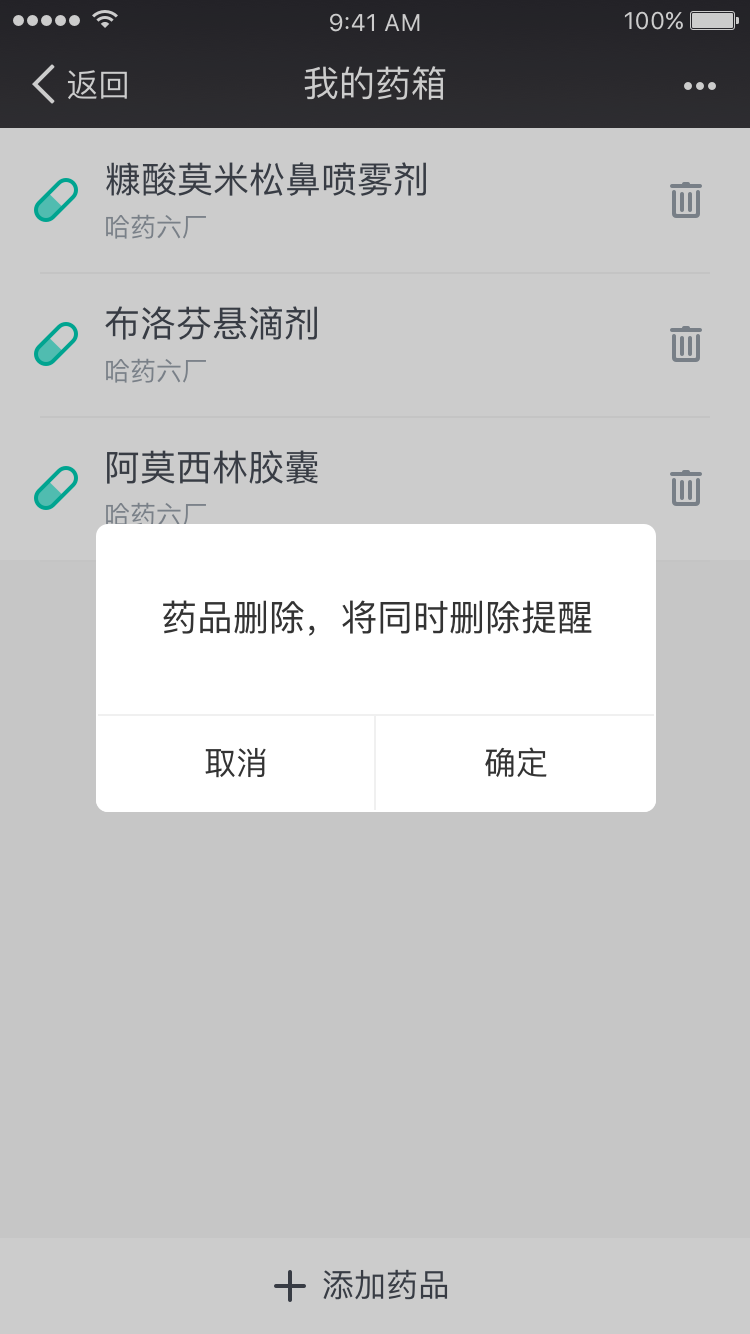 9:41 AM
100%
返回
我的药箱
糠酸莫米松鼻喷雾剂
哈药六厂
布洛芬悬滴剂
哈药六厂
阿莫西林胶囊
哈药六厂
药品删除，将同时删除提醒
取消
确定
添加药品